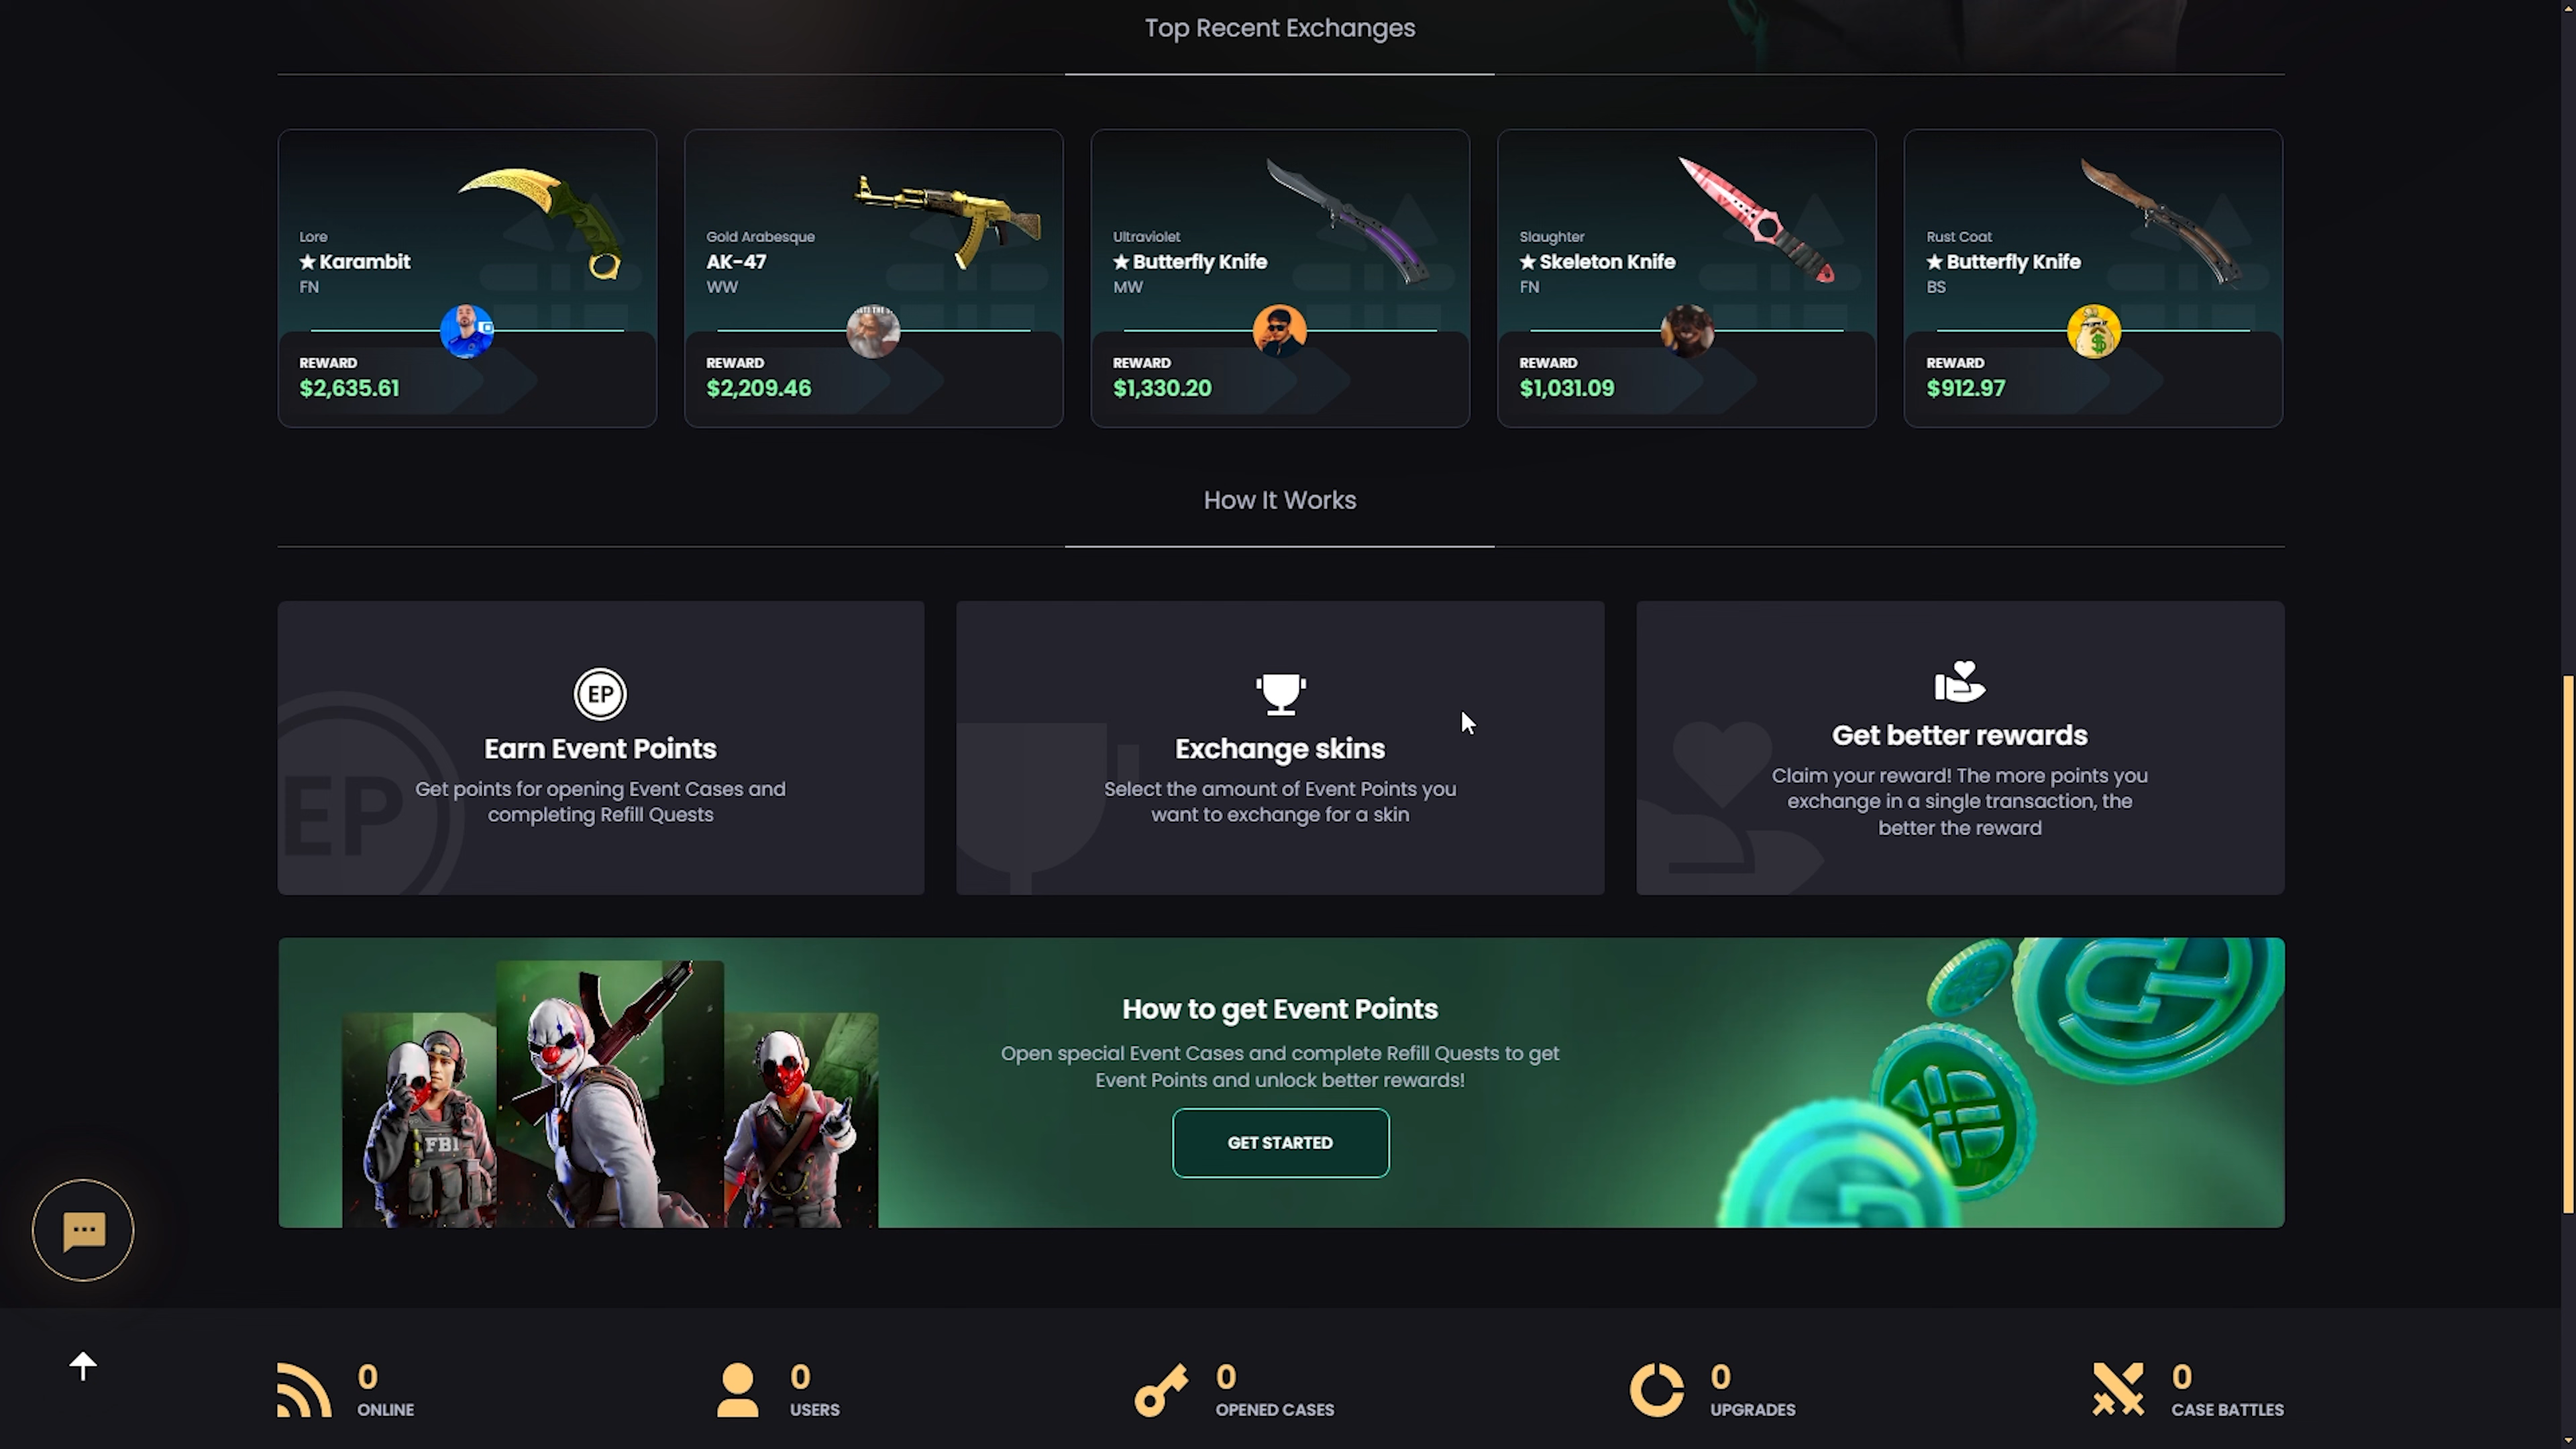 Top Recent Exchanges
Lore
★ Karambit
FN
REWARD
$2,635.61
Gold Arabesque
AK-47
WW
REWARD
$2,209.46
Ultraviolet
★ Butterfly Knife
MW
REWARD
$1,330.20
Slaughter
★ Skeleton Knife
FN
REWARD
$1,031.09
Rust Coat
★ Butterfly Knife
BS
REWARD
$912.97
How It Works
EP
EP
Earn Event Points
Get points for opening Event Cases and
completing Refill Quests
Exchange skins
Select the amount of Event Points you
want to exchange for a skin
Get better rewards
Claim your reward! The more points you
exchange in a single transaction, the
better the reward
FBI
How to get Event Points
Open special Event Cases and complete Refill Quests to get
Event Points and unlock better rewards!
GET STARTED
0
ONLINE
0
USERS
0
OPENED CASES
0
UPGRADES
0
CASE BATTLES